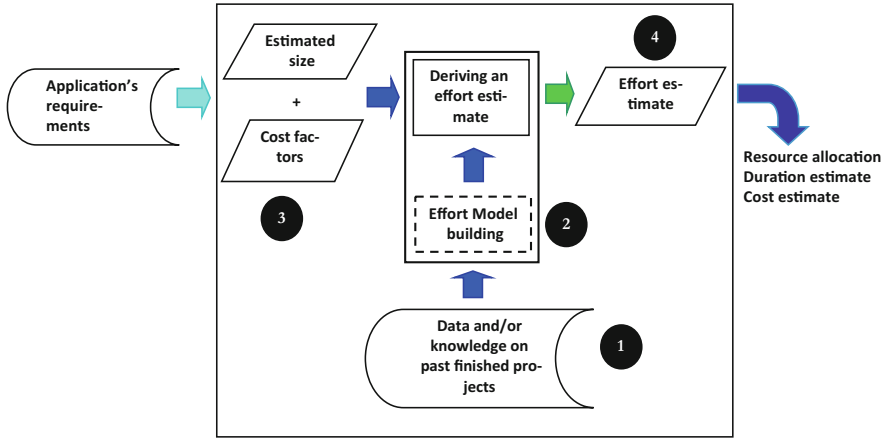 Application's
require-
ments
Estimated
size
+
Cost fac-
tors
3
Deriving an
effort esti-
mate
Effort Model
building
2
Data and/or
knowledge on
past finished pro-
jects
1
4
Effort es-
timate
Resource allocation
Duration estimate
Cost estimate